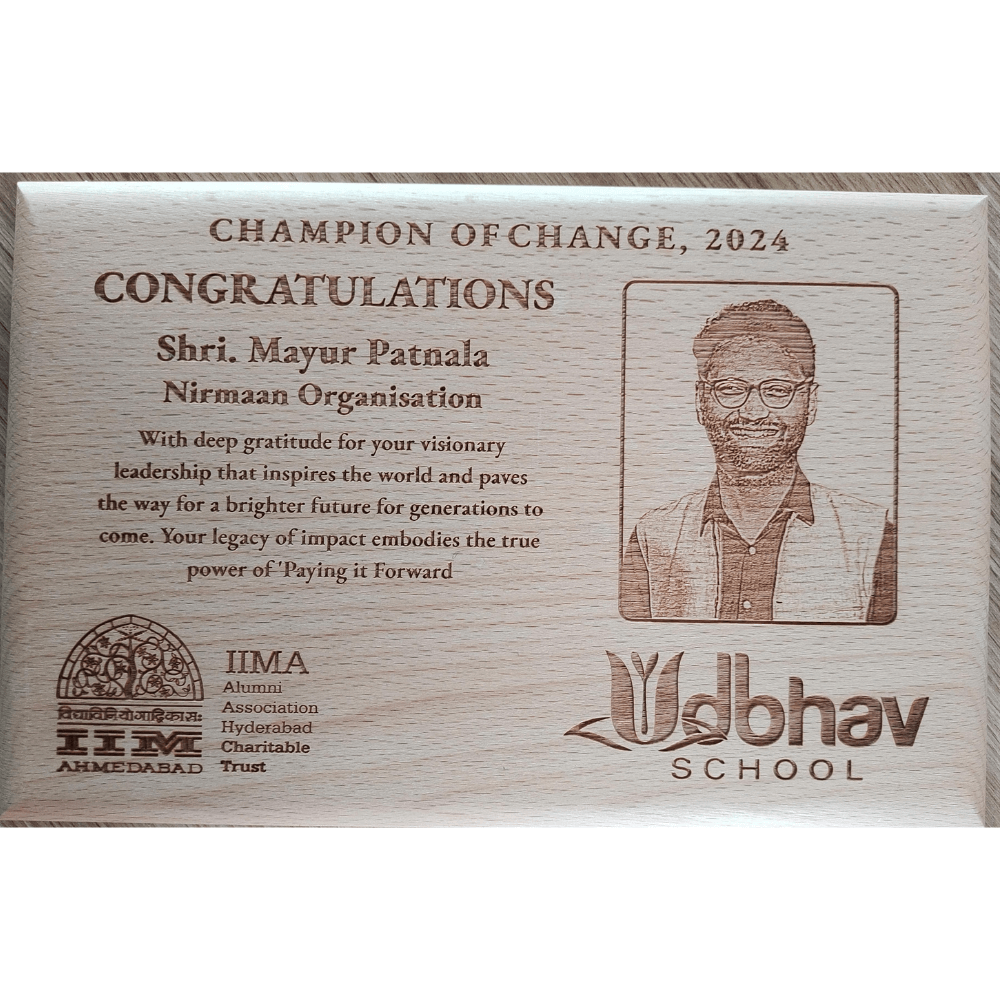 CHAMPION OF CHANGE, 2024
CONGRATULATIONS
Shri. Mayur Patnala
Nirmaan Organisation
With deep gratitude for your visionary
leadership that inspires the world and paves
the way for a brighter future for generations to
come. Your legacy of impact embodies the true
power of 'Paying it Forward
विद्याविनियोगाद्विकासः
IIM
AHMEDABAD
IIMA
Alumni
Association
Hyderabad
Charitable
Trust
Udbhav
SCHOOL